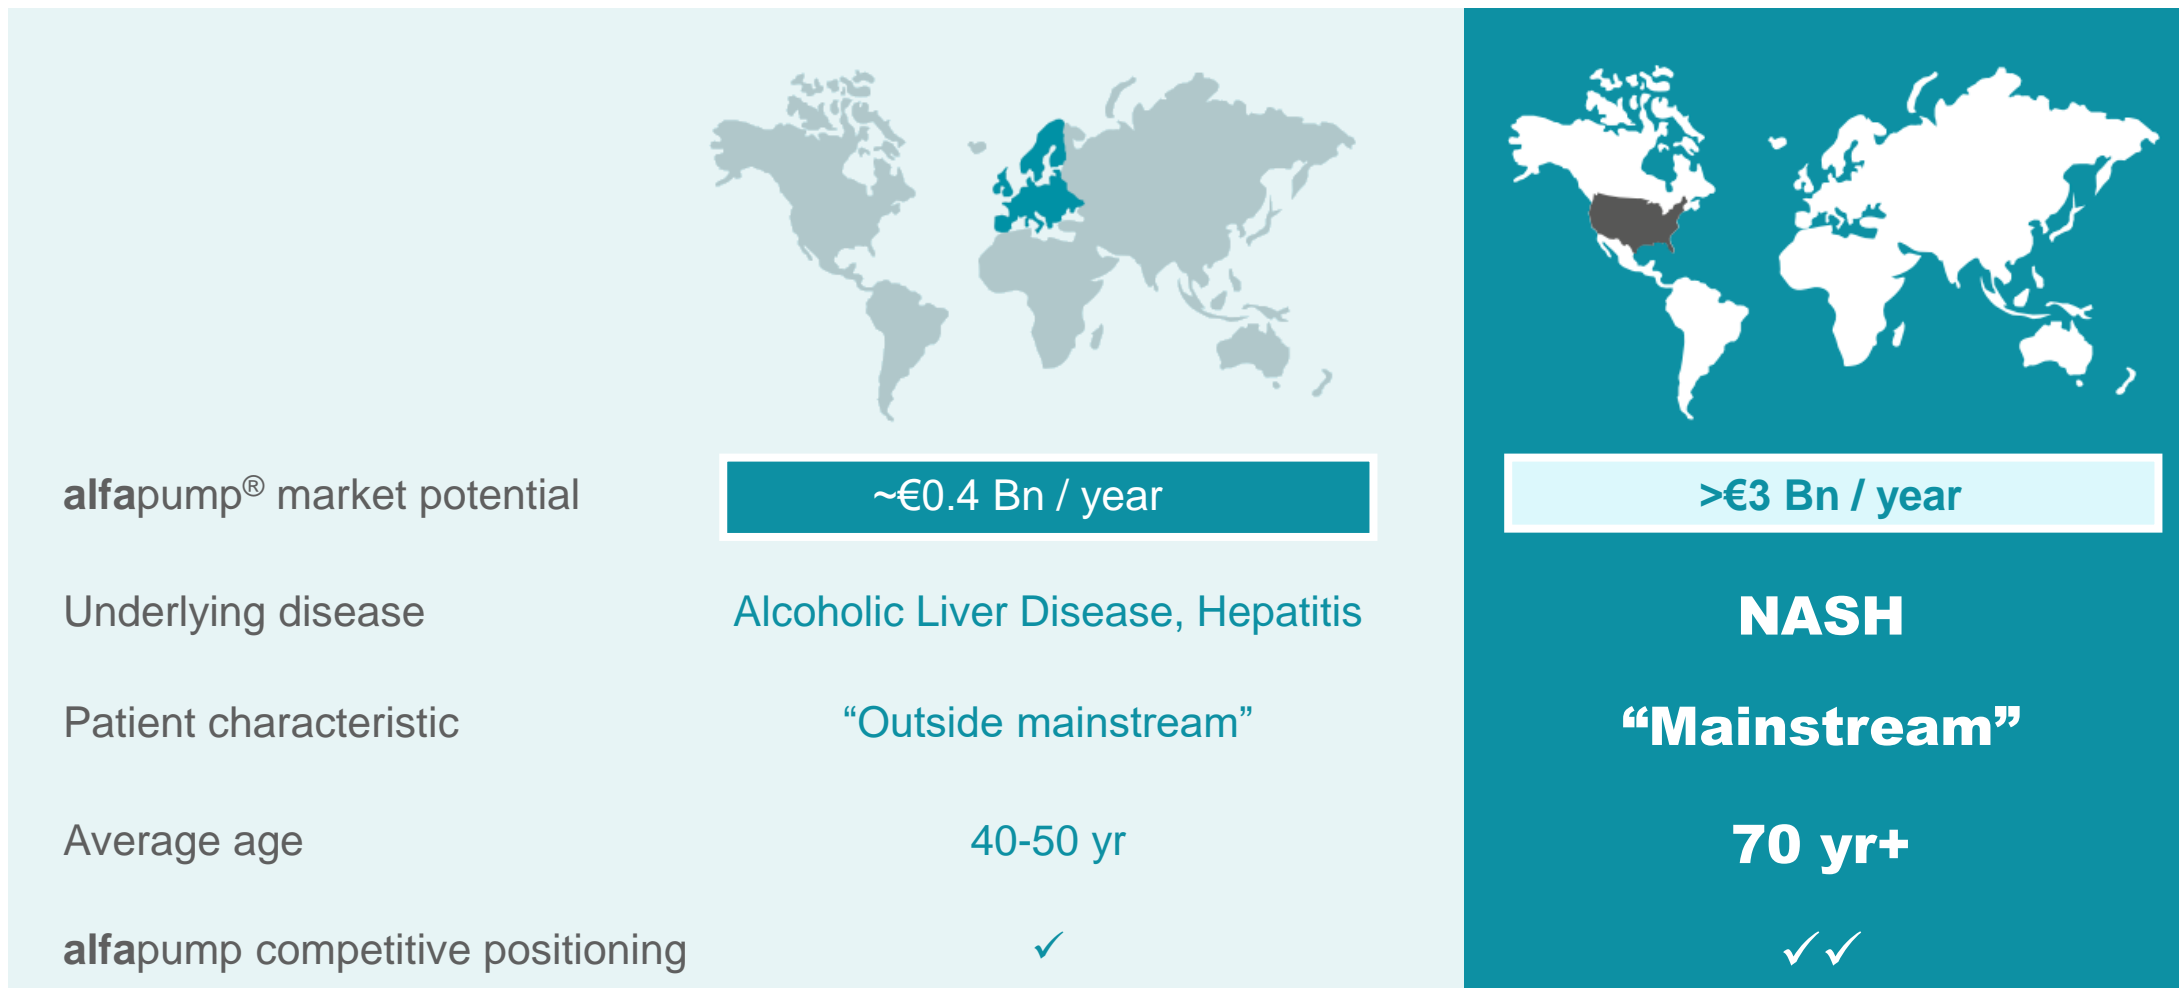 alfapump® market potential ~€0.4 Bn / year >€3 Bn / year
Underlying disease Alcoholic Liver Disease, Hepatitis NASH
Patient characteristic “Outside mainstream” “Mainstream”
Average age 40-50 yr 70 yr+
alfapump competitive positioning ✓ ✓✓